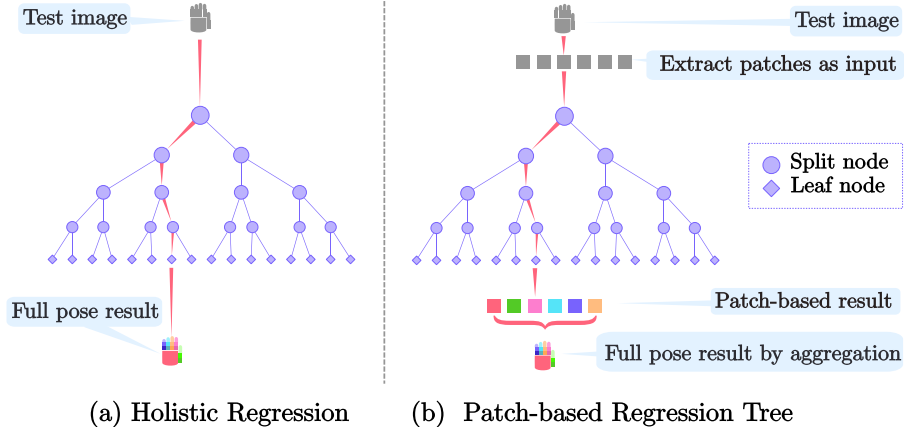 Test image
Full pose result
(a) Holistic Regression
Test image
Extract patches as input
Split node
Leaf node
Patch-based result
Full pose result by aggregation
(b) Patch-based Regression Tree